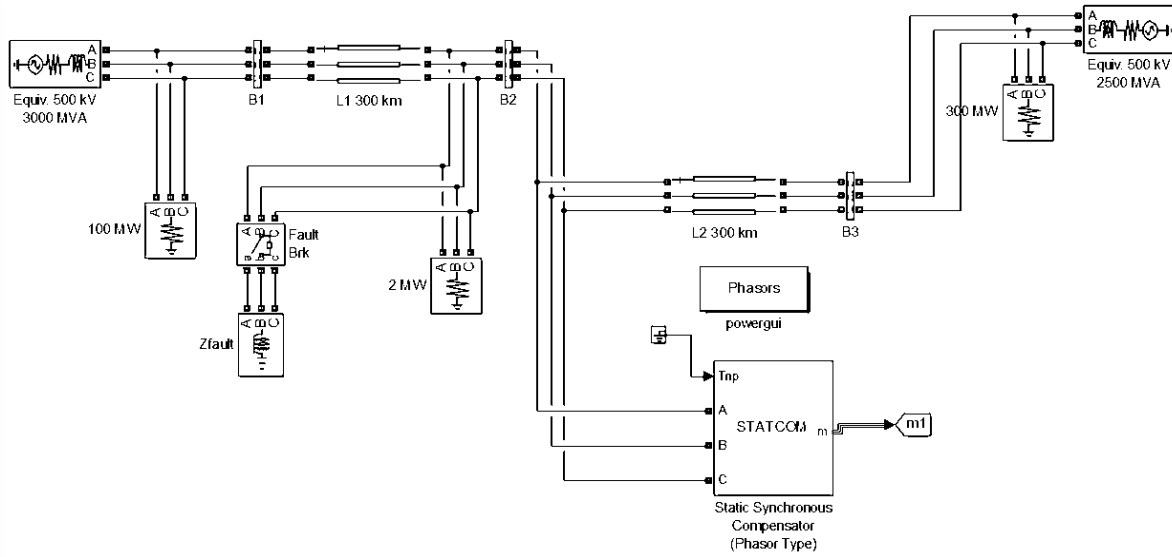 A
B
C
Equiv. 500 kV
3000 MVA
B1
L1 300 km
B2
A
B
C
Equiv. 500 kV
2500 MVA
A
B
C
300 MW
A
B
C
100 MW
A
B
C
a
b
c
Fault
Brk
A
B
C
2 MW
A
B
C
Zfault
L2 300 km
B3
Phasors
powergui
Trip
A
B
C
STATCOM
m
m1
Static Synchronous
Compensator
(Phasor Type)